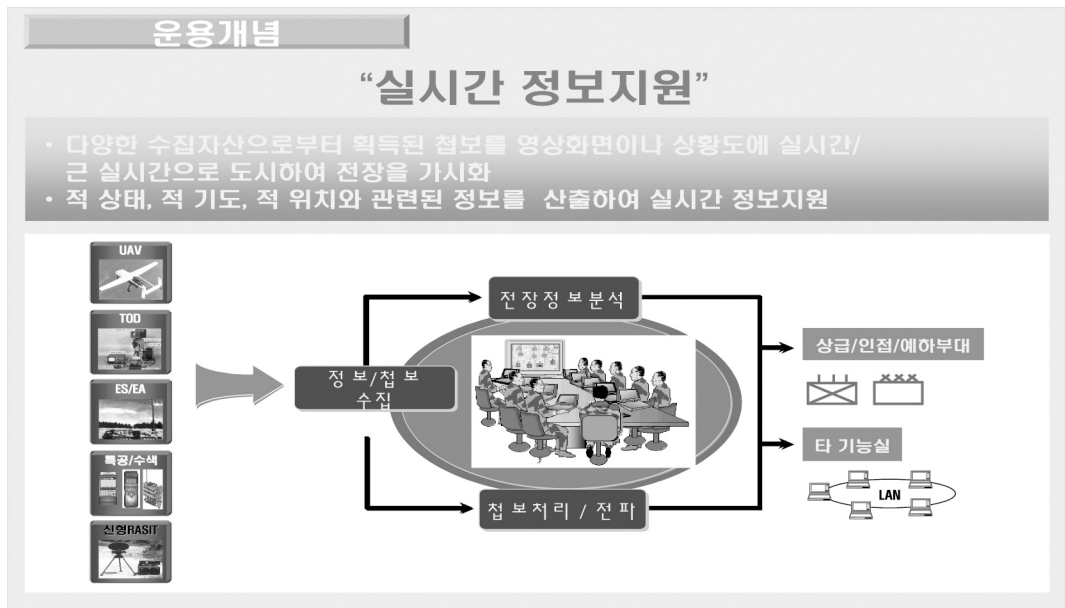 운용개념
“실시간 정보지원”
• 다양한 수집자산으로부터 획득된 첩보를 영상화면이나 상황도에 실시간/
근 실시간으로 도시하여 전장을 가시화
• 적 상태, 적 기도, 적 위치와 관련된 정보를 산출하여 실시간 정보지원
UAV
TOD
ES/EA
특공/수색
신형RASIT
정보/첩보
수집
전장정보분석
첩보처리 / 전파
상급/인접/예하부대
×××
타 기능실
LAN